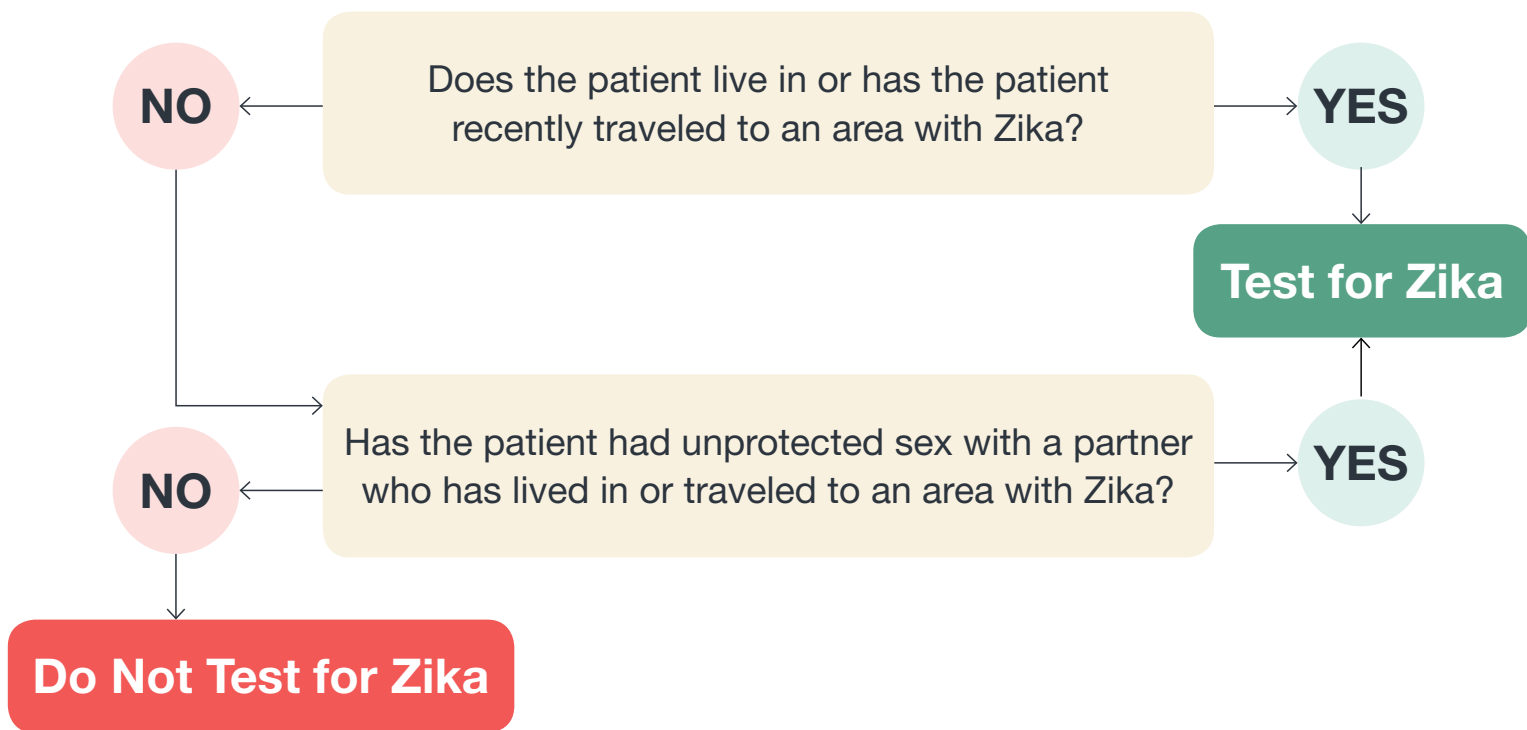 Does the patient live in or has the patient
recently traveled to an area with Zika?
NO
YES
Test for Zika
Has the patient had unprotected sex with a partner
who has lived in or traveled to an area with Zika?
NO
YES
Do Not Test for Zika